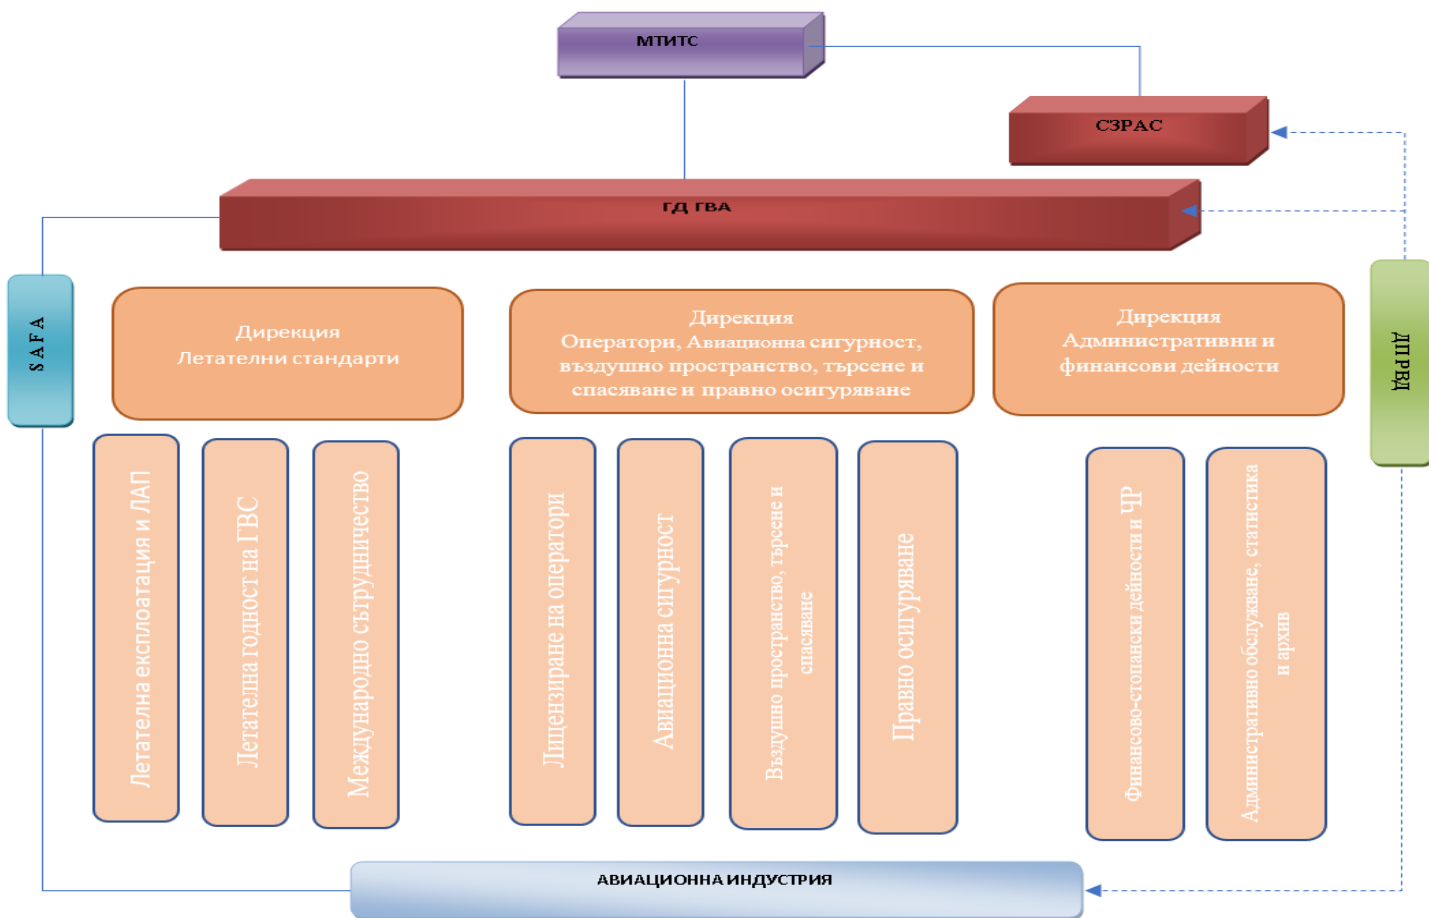 МТИТС
СЗРАС
ГД ГВА
S A F A
ДП РВД
Дирекция
Летателни стандарти
Дирекция
Оператори, Авиационна сигурност,
въздушно пространство, търсене и
спасяване и правно осигуряване
Дирекция
Административни и
финансови дейности
Летателна експлоатация и ЛАП
Летателна годност на ГВС
Международно сътрудничество
Лицензиране на оператори
Авиационна сигурност
Въздушно пространство, търсене и
спасяване
Правно осигуряване
Финансово-стопански дейности и ЧР
Административно обслужване, статистика
и архив
АВИАЦИОННА ИНДУСТРИЯ